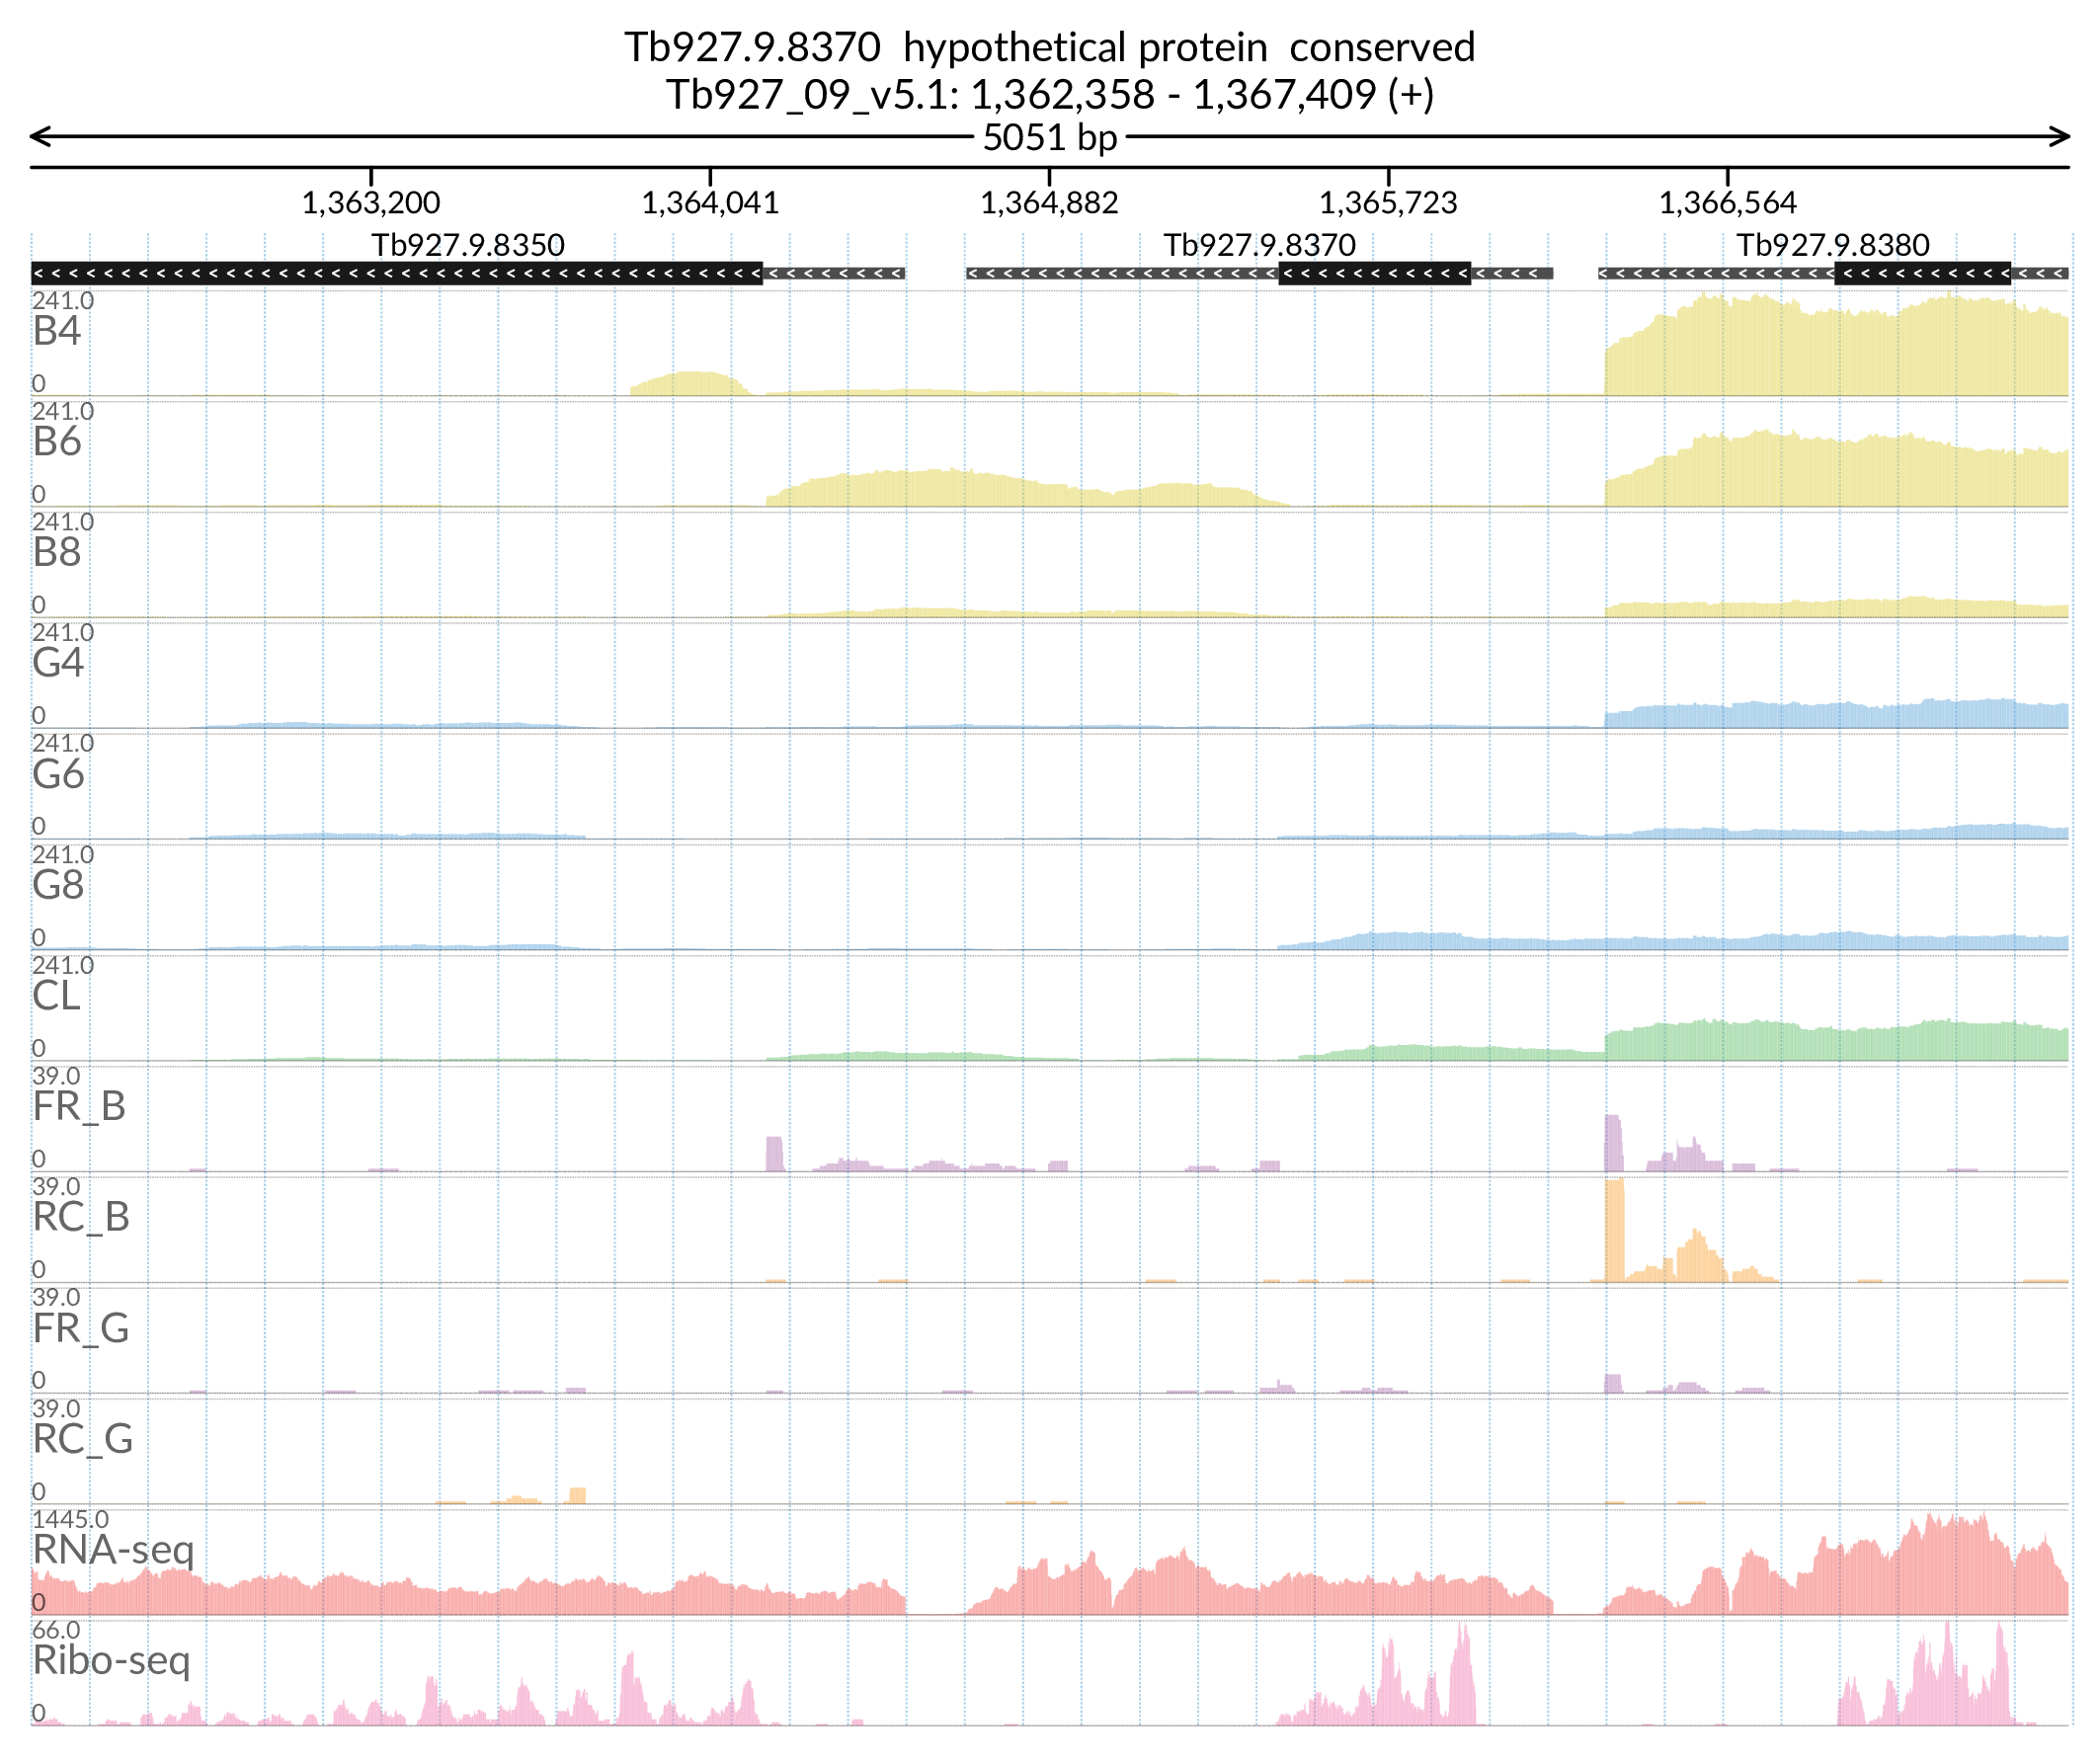 Tb927.9.8370  hypothetical protein  conserved
Tb927_09_v5.1: 1,362,358 - 1,367,409 (+)
5051 bp
1,363,200 1,364,041 1,364,882 1,365,723 1,366,564
Tb927.9.8350 Tb927.9.8370 Tb927.9.8380
241.0
B4
0
241.0
B6
0
241.0
B8
0
241.0
G4
0
241.0
G6
0
241.0
G8
0
241.0
CL
0
39.0
FR_B
0
39.0
RC_B
0
39.0
FR_G
0
39.0
RC_G
0
1445.0
RNA-seq
0
66.0
Ribo-seq
0